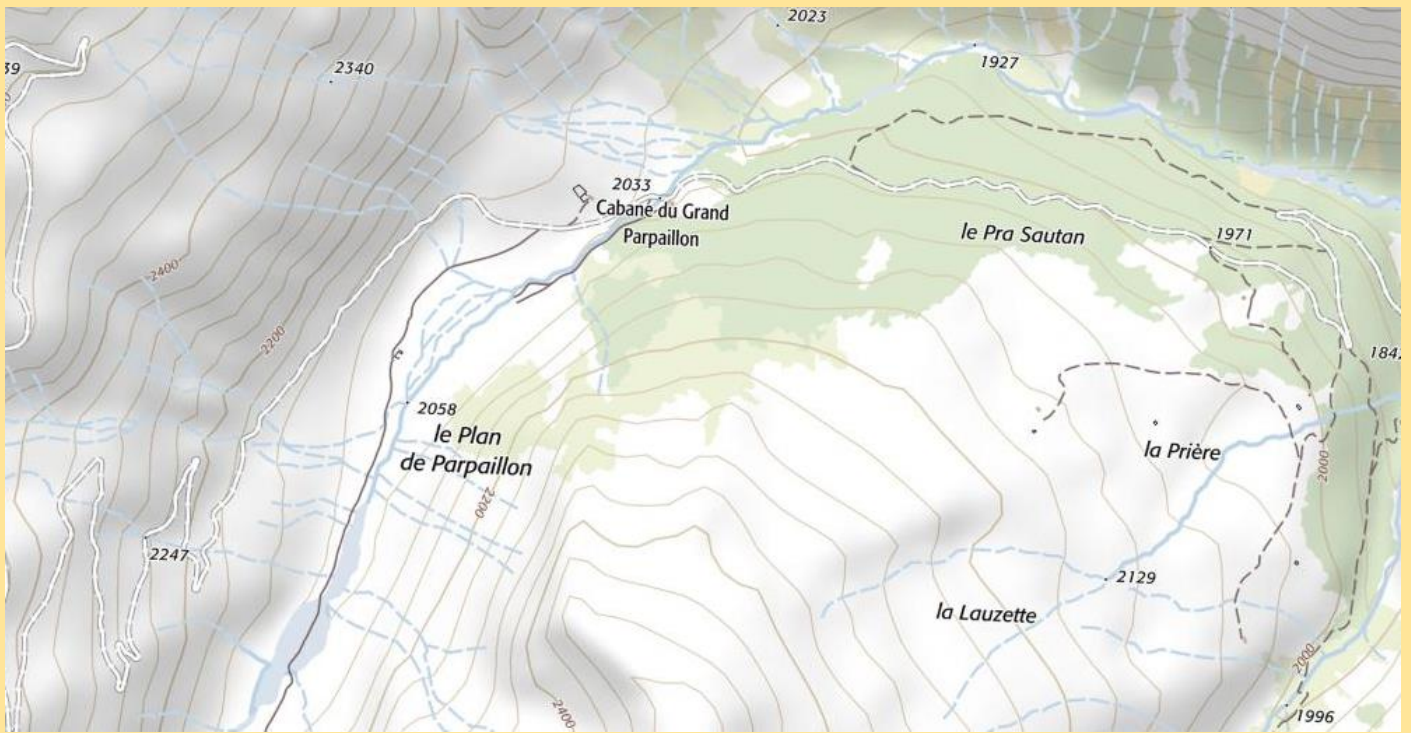 2023
1927
39
2340
2033
Cabane du Grand
Parpaillon
le Pra Sautan
1971
2400
2200
1842
2058
le Plan
de Parpaillon
2200
la Prière
2000
2247
2129
la Lauzette
2000
2400
1996